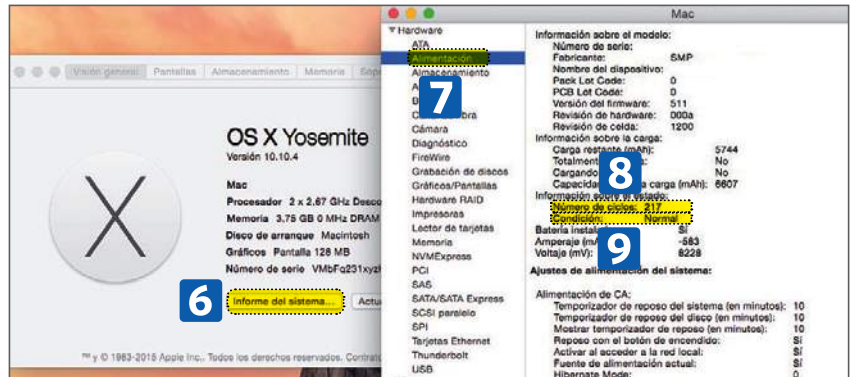 Visión general Pantallas Almacenamiento Memoria
OS X Yosemite
Versión 10.10.4
Mac
Procesador 2 x 2.67 GHz
Memoria 3.75 GB 0 MHz DRAM
Disco de arranque Macintosh
Gráficos Pantalla 128 MB
Número de serie
6
Informe del sistema...
™ y © 1983-2015 Apple Inc.. Todos los derechos reservados.
Mac
Hardware
ATA
Alimentación
Almacenamiento
7
Cámara
Diagnóstico
FireWire
Grabación de discos
Gráficos/Pantallas
Hardware RAID
Impresoras
Lector de tarjetas
Memoria
NVMExpress
PCI
SAS
SATA/SATA Express
SCSI paralelo
SPI
Tarjetas Ethernet
Thunderbolt
USB
Información sobre el modelo:
Número de serie:
Fabricante: SMP
Nombre del dispositivo:
Pack Lot Code: 0
PCB Lot Code: 0
Versión del firmware: 511
Revisión de hardware: 000a
Revisión de celda: 1200
Información sobre la carga:
Carga restante (mAh): 5744
No
No
carga (mAh): 6607
8
Información sobre el estado:
Número de ciclos: 217
Condición: Normal
9
Sí
-583
Voltaje (mV): 8228
Ajustes de alimentación del sistema:
Alimentación de CA:
Temporizador de reposo del sistema (en minutos): 10
Temporizador de reposo del disco (en minutos): 10
Mostrar temporizador de reposo (en minutos): 10
Reposo con el botón de encendido: Sí
Activar al acceder a la red local: Sí
Fuente de alimentación actual: Sí
Hibernate Mode: 0